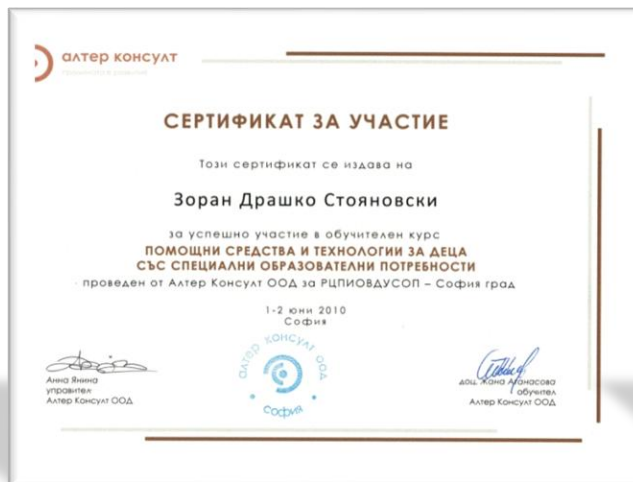 алтер консулт
СЕРТИФИКАТ ЗА УЧАСТИЕ
Този сертификат се издава на
Зоран Драшко Стояновски
за успешно участие в обучителен курс
ПОМОЩНИ СРЕДСТВА И ТЕХНОЛОГИИ ЗА ДЕЦА
СЪС СПЕЦИАЛНИ ОБРАЗОВАТЕЛНИ ПОТРЕБНОСТИ
проведен от Алтер Консулт ООД за РЦПИОВДУСОП – София град
1-2 юни 2010
София
алтер консулт оод
софия
Анна Янина
управител
Алтер Консулт ООД
доц. Жана Атанасова
обучител
Алтер Консулт ООД